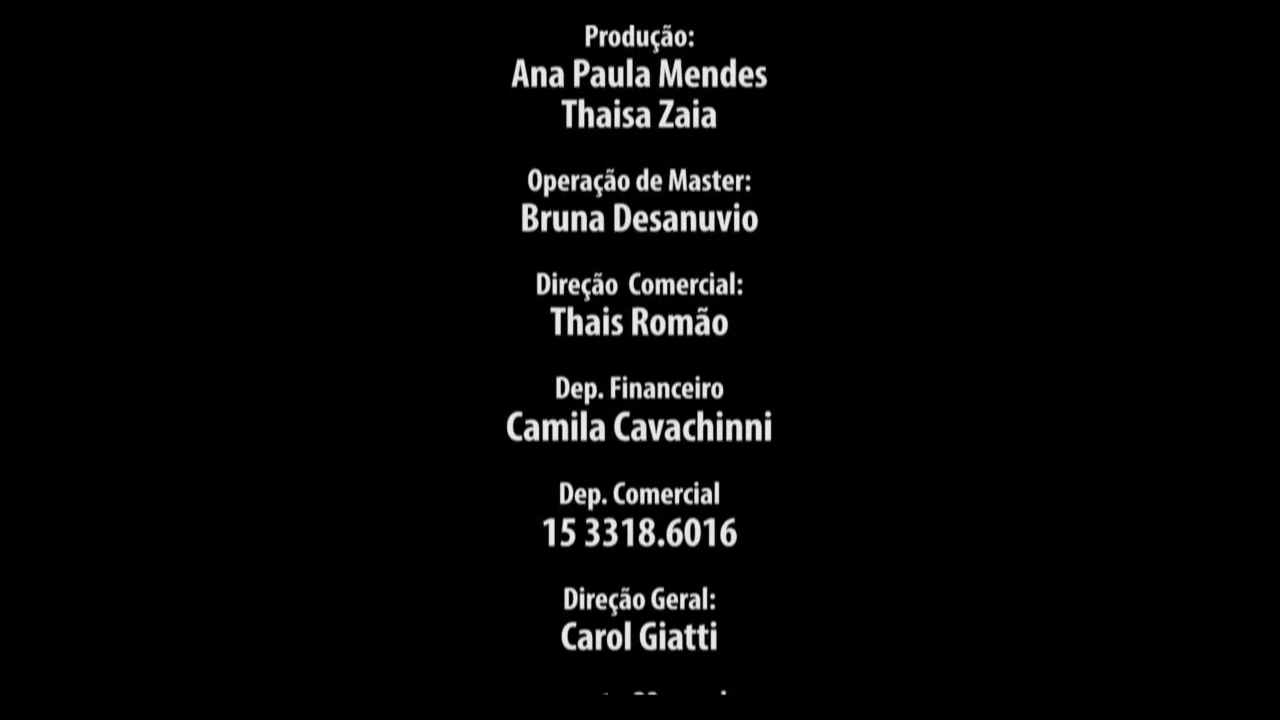 Produção:
Ana Paula Mendes
Thaisa Zaia
Operação de Master:
Bruna Desanuvio
Direção Comercial:
Thais Romão
Dep. Financeiro
Camila Cavachinni
Dep. Comercial
15 3318.6016
Direção Geral:
Carol Giatti